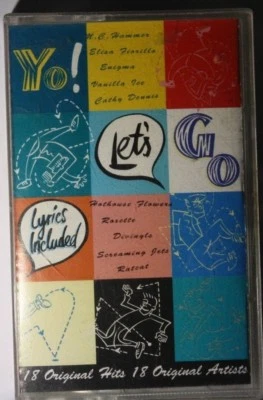 Yo!
M.C. Hammer
Elisa Fiorillo
Enigma
Vanilla Ice
Cathy Dennis
Let's
Go
Hothouse Flowers
Roxette
Divinyls
Screaming Jets
Ratcat
Lyrics
Included
18 Original Hits 18 Original Artists